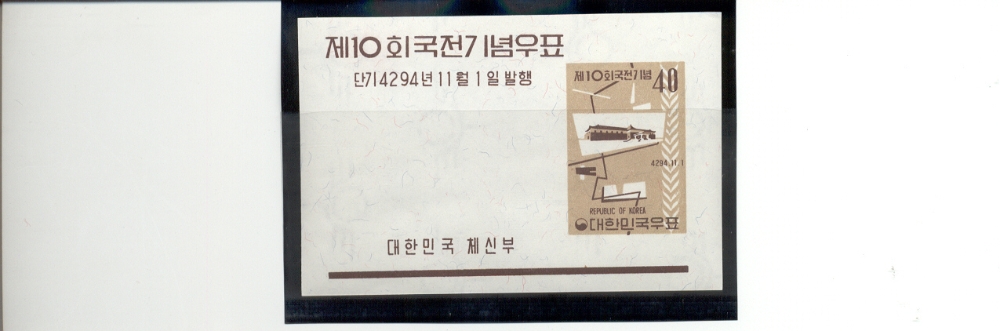 제10회국전기념우표
단기4294년 11월 1일 발행
제10회국전기념
40
4294.11.1
REPUBLIC OF KOREA
대한민국우표
대한민국 체신부